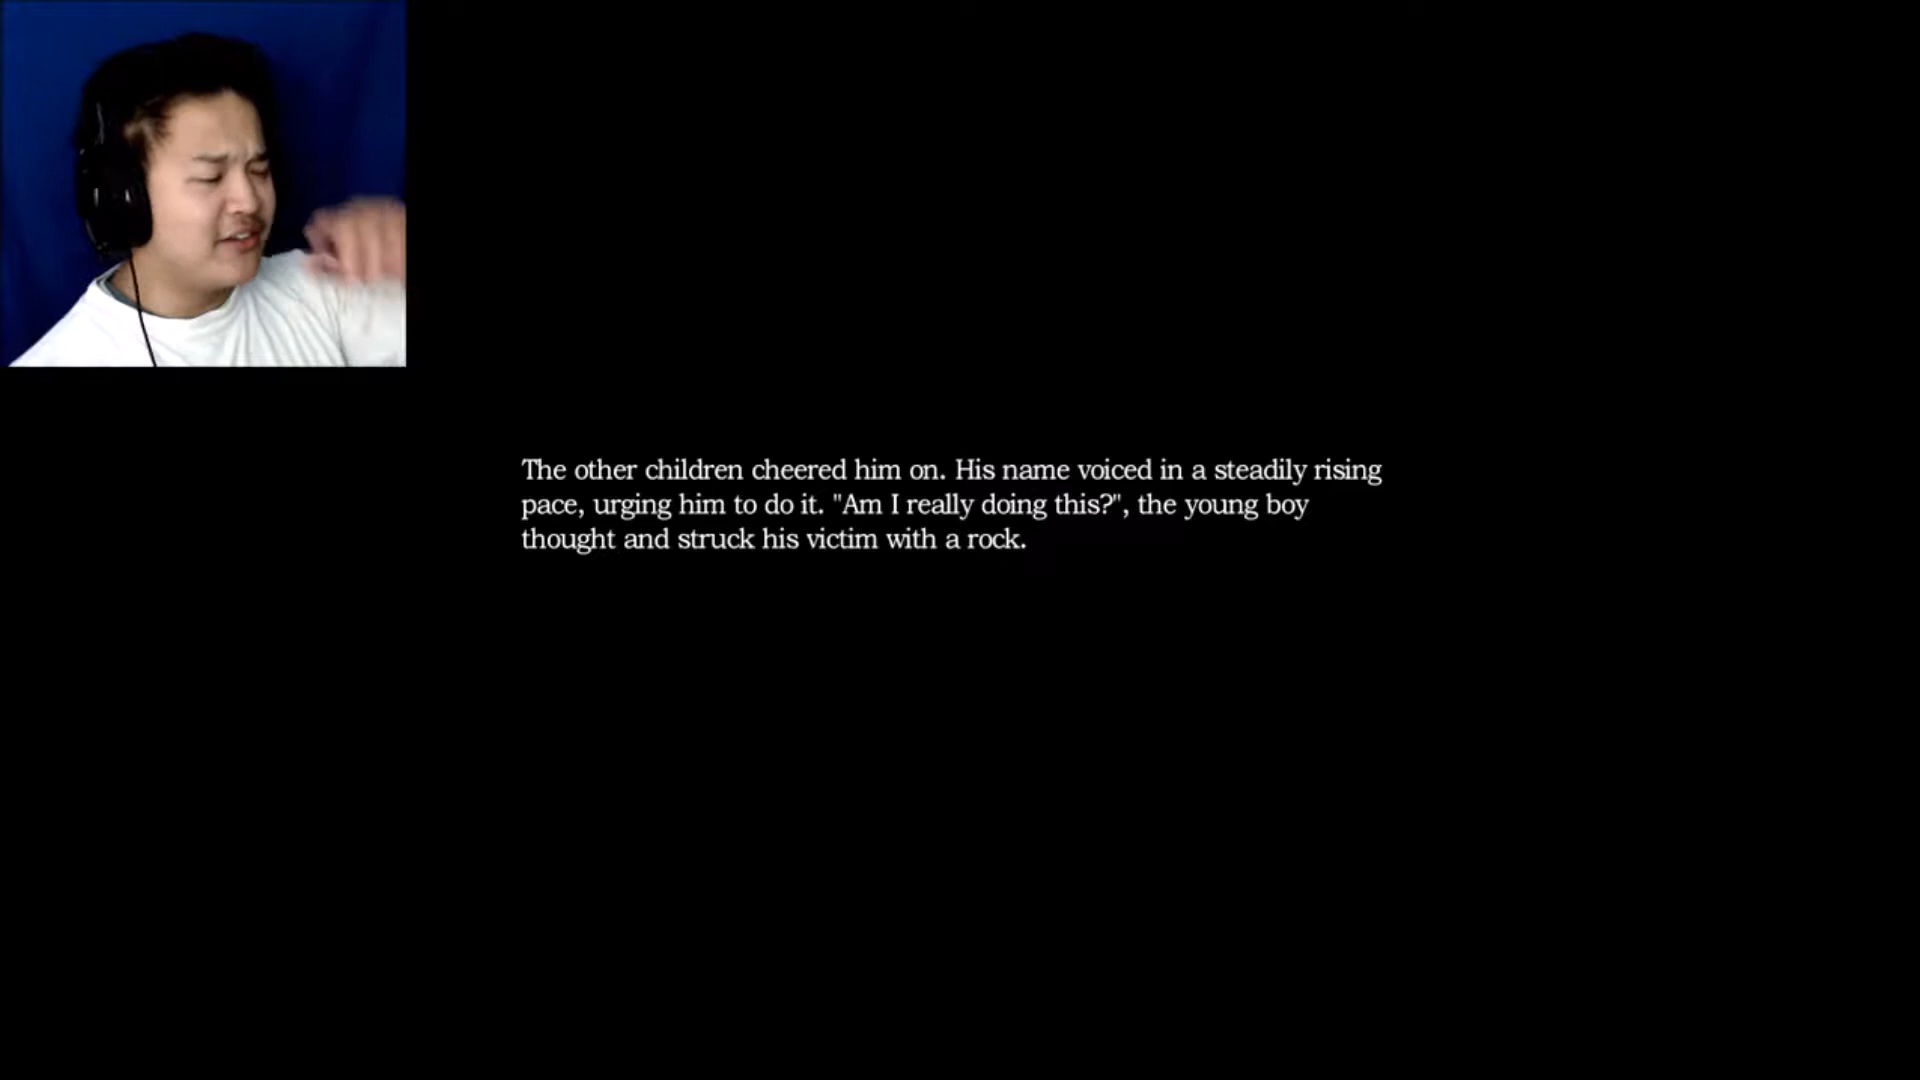 The other children cheered him on. His name voiced in a steadily rising
pace, urging him to do it. "Am I really doing this?", the young boy
thought and struck his victim with a rock.